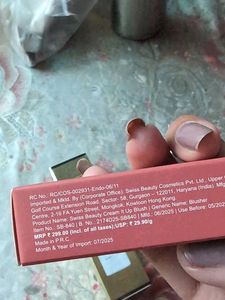 RC No.: RC/COS-002931-Endo-06/11
Imported & Mktd. By: (Corporate Office). Swiss Beauty Cosmetics Pvt. Ltd., Upper
Golf Course Extension Road, Sector- 58, Gurgaon - 122011, Haryana (India) Mfg
Centre, 2-16 FA Yuen Street, Mongkok, Kowloon Hong Kong.
Product Name: Swiss Beauty Cream It Up Blush | Generic Name: Blusher
Item No.: SB-840 | B. No.: 2174025-SB840 | Mfd.: 06/2025 | Use Before: 05/202
MRP ₹ 299.00 (Incl. of all taxes);USP: ₹ 29.90/g
Made in P.R.C
Month & Year of Import: 07/2025